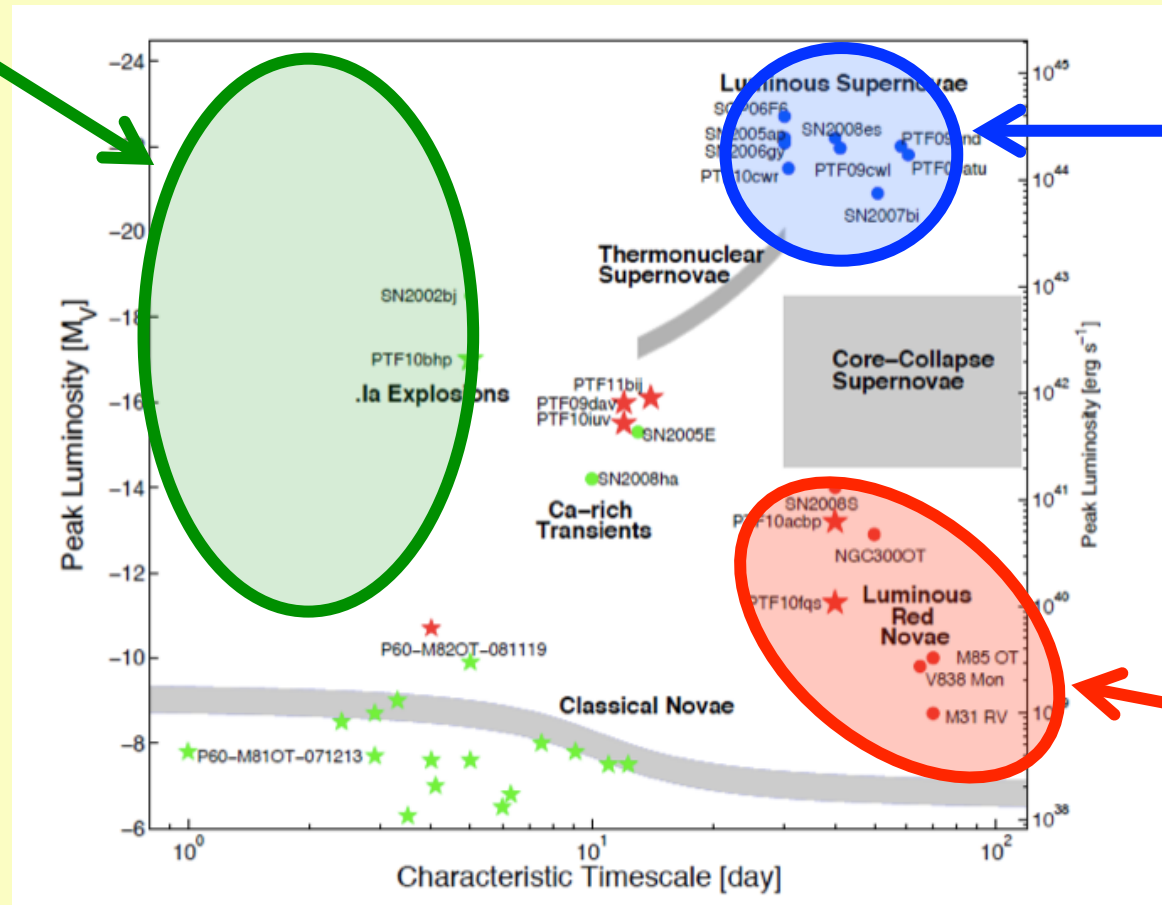 −24
Luminous Supernovae
10^45
SN2008es
PTF09cwl
10^44
SN2007bi
−20
Thermonuclear
Supernovae
10^43
SN2002bj
−18
PTF10bhp
.Ia Explosions
Core−Collapse
Supernovae
10^42
PTF11bij
−16
PTF09dav
PTF10iuv
SN2005E
SN2008ha
−14
10^41
Ca−rich
Transients
SN2008S
PTF10acbp
NGC300OT
−12
PTF10fqs
Luminous
Red
Novae
10^40
P60−M82OT−081119
−10
M85 OT
V838 Mon
Classical Novae
M31 RV
−8
P60−M81OT−071213
−6
10^38
10^0
10^1
10^2
Characteristic Timescale [day]
Peak Luminosity [M_V]
Peak Luminosity [erg s^−1]